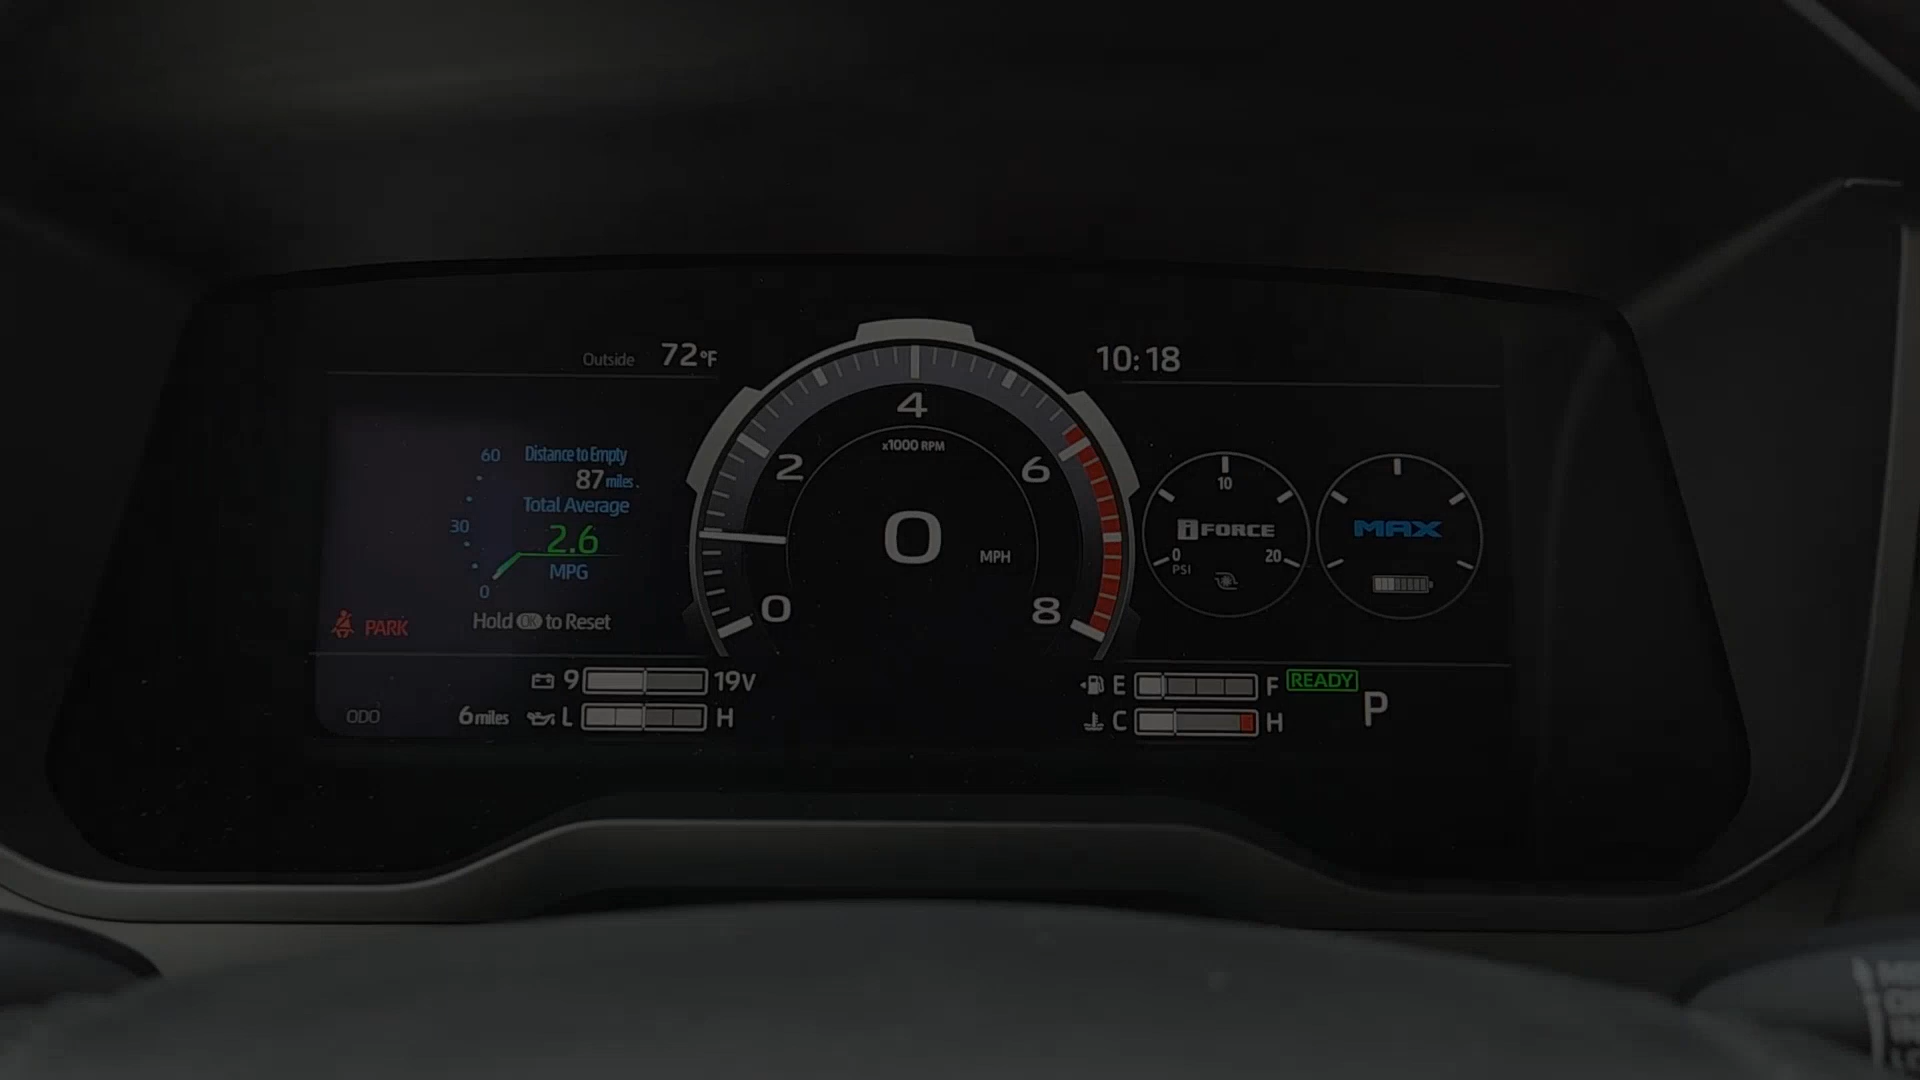 Outside 72°F
10:18
60
Distance to Empty
87 miles.
Total Average
30
2.6
MPG
0
Hold OK to Reset
PARK
ODO 6 miles
9 19V
L H
4
x1000 RPM
2
6
0 MPH
0
8
10
iFORCE
0
PSI
20
MAX
E F
READY
C H
P